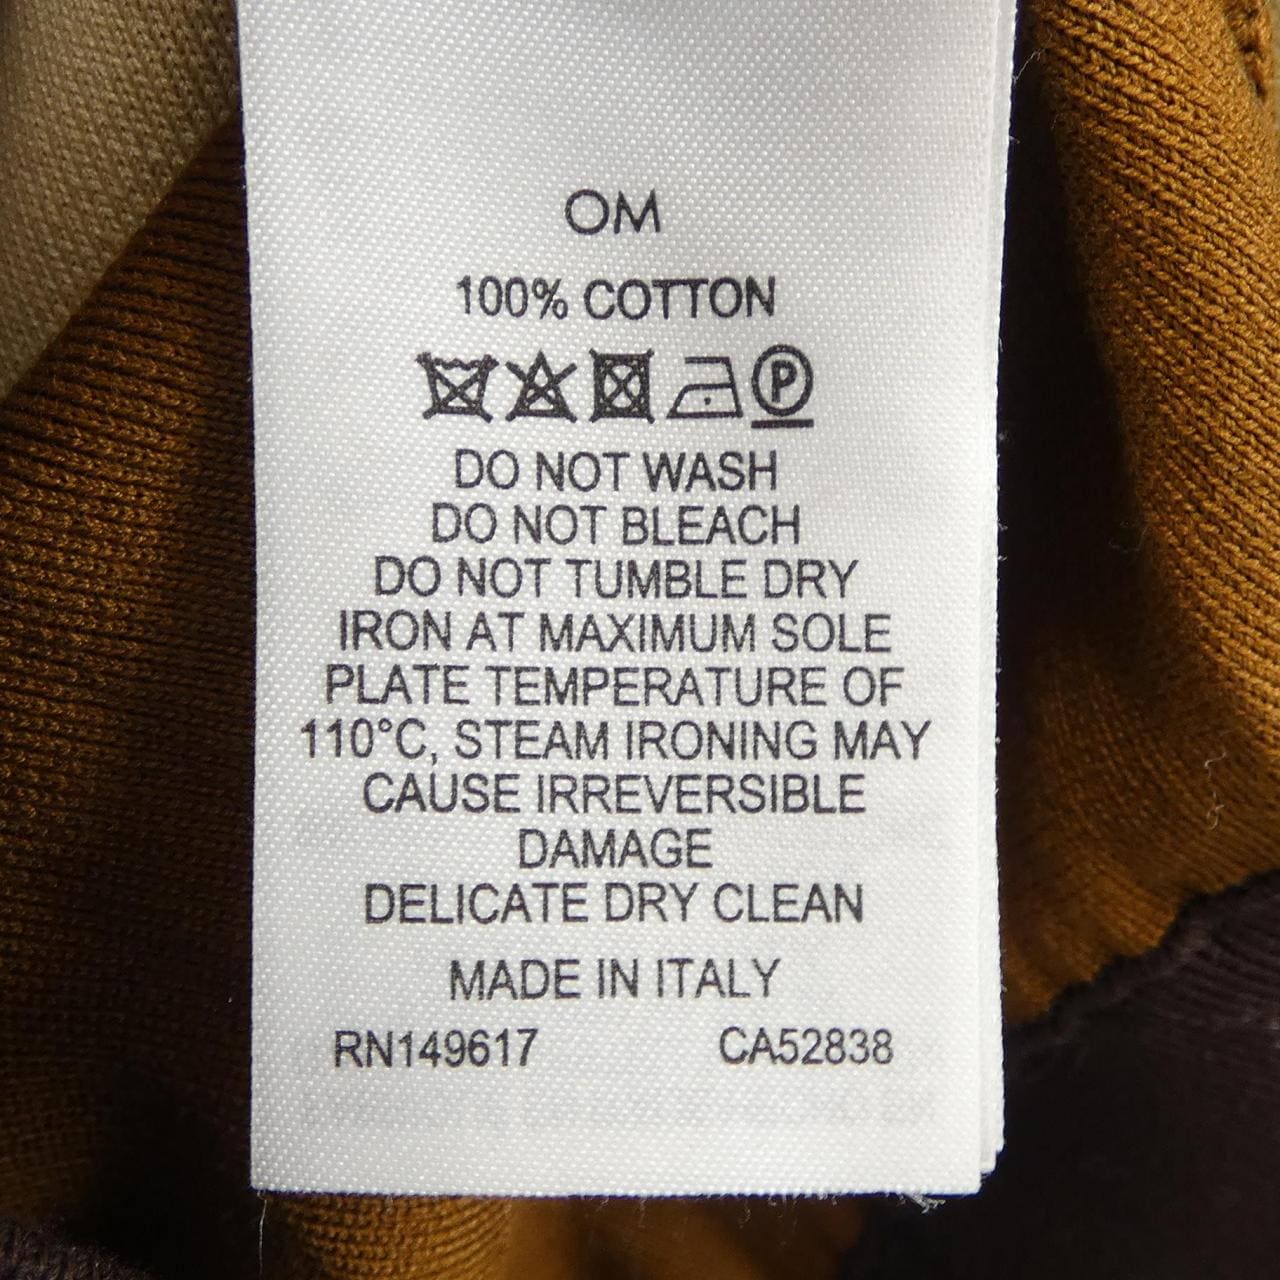 OM
100% COTTON
P
DO NOT WASH
DO NOT BLEACH
DO NOT TUMBLE DRY
IRON AT MAXIMUM SOLE
PLATE TEMPERATURE OF
110°C, STEAM IRONING MAY
CAUSE IRREVERSIBLE
DAMAGE
DELICATE DRY CLEAN
MADE IN ITALY
RN149617 CA52838